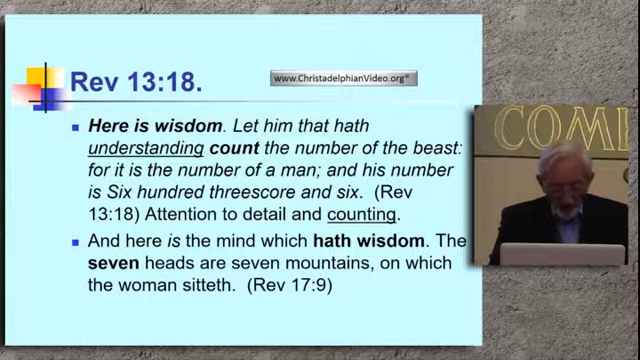 Rev 13:18.
www.ChristadelphianVideo.org®
Here is wisdom. Let him that hath
understanding count the number of the beast:
for it is the number of a man; and his number
is Six hundred threescore and six. (Rev
13:18) Attention to detail and counting.
And here is the mind which hath wisdom. The
seven heads are seven mountains, on which
the woman sitteth. (Rev 17:9)
COME